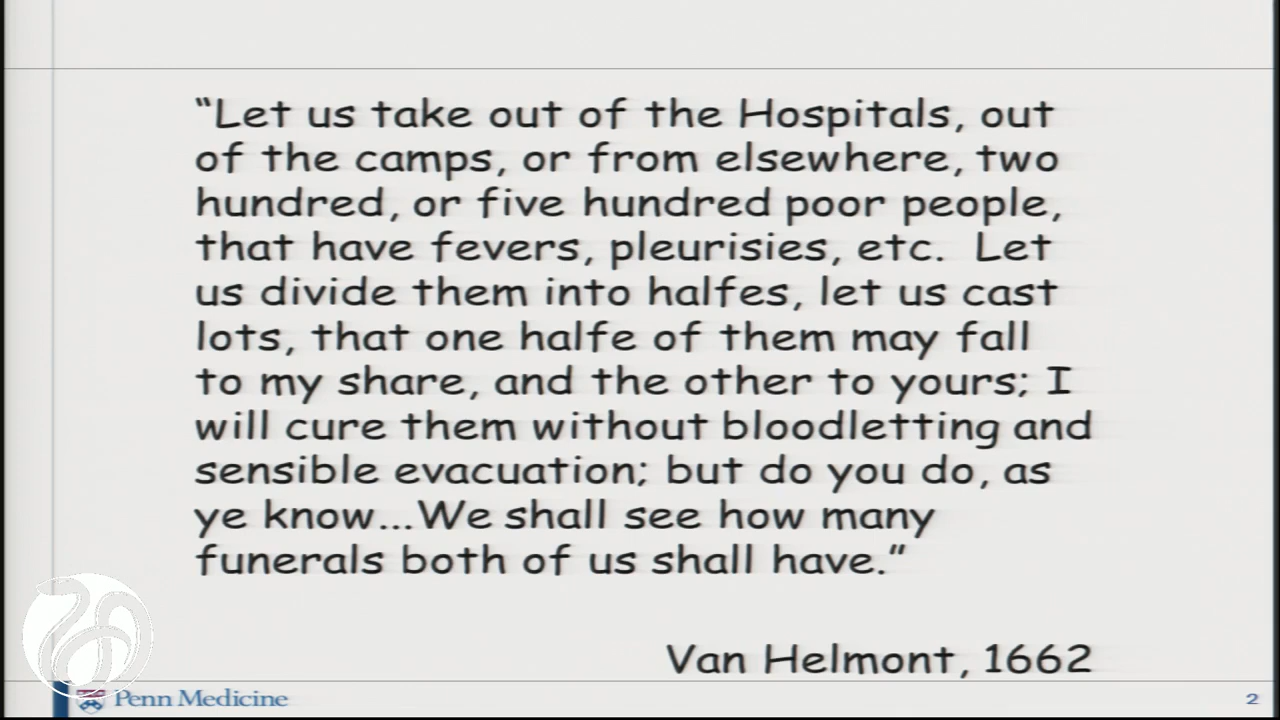 “Let us take out of the Hospitals, out
of the camps, or from elsewhere, two
hundred, or five hundred poor people,
that have fevers, pleurisies, etc.  Let
us divide them into halfes, let us cast
lots, that one halfe of them may fall
to my share, and the other to yours; I
will cure them without bloodletting and
sensible evacuation; but do you do, as
ye know...We shall see how many
funerals both of us shall have.”
Van Helmont, 1662
Penn Medicine
2